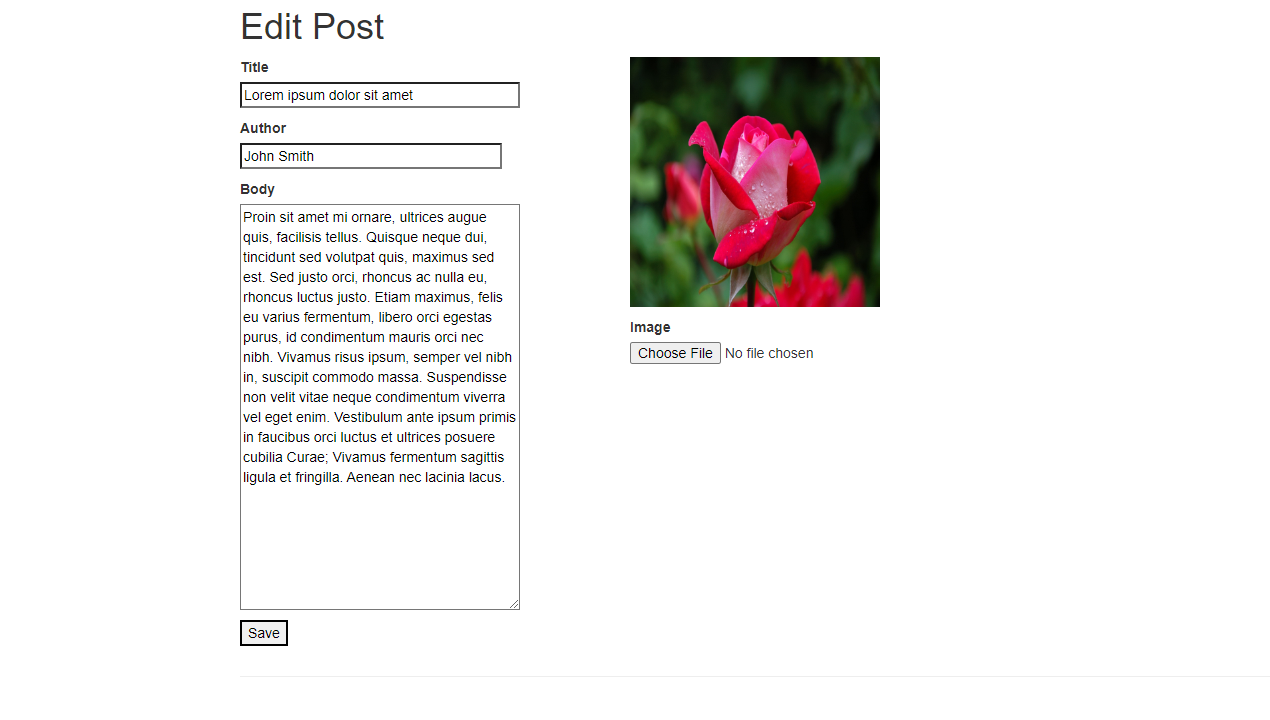 Edit Post
Title
Lorem ipsum dolor sit amet
Author
John Smith
Body
Proin sit amet mi ornare, ultrices augue
quis, facilisis tellus. Quisque neque dui,
tincidunt sed volutpat quis, maximus sed
est. Sed justo orci, rhoncus ac nulla eu,
rhoncus luctus justo. Etiam maximus, felis
eu varius fermentum, libero orci egestas
purus, id condimentum mauris orci nec
nibh. Vivamus risus ipsum, semper vel nibh
in, suscipit commodo massa. Suspendisse
non velit vitae neque condimentum viverra
vel eget enim. Vestibulum ante ipsum primis
in faucibus orci luctus et ultrices posuere
cubilia Curae; Vivamus fermentum sagittis
ligula et fringilla. Aenean nec lacinia lacus.
Save
Image
Choose File No file chosen